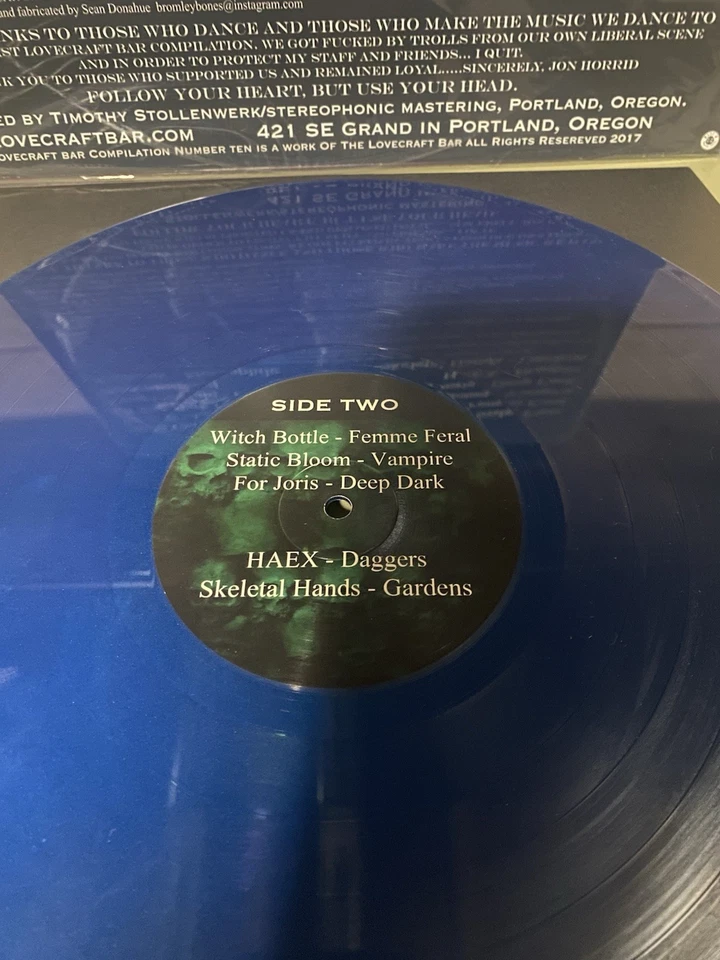 and fabricated by Sean Donahue bromleybones@instagram.com
NKS TO THOSE WHO DANCE AND THOSE WHO MAKE THE MUSIC WE DANCE TO
ST LOVECRAFT BAR COMPILATION. WE GOT FUCKED BY TROLLS FROM OUR OWN LIBERAL SCENE
AND IN ORDER TO PROTECT MY STAFF AND FRIENDS... I QUIT.
K YOU TO THOSE WHO SUPPORTED US AND REMAINED LOYAL.....SINCERELY, JON HORRID
FOLLOW YOUR HEART, BUT USE YOUR HEAD.
ED BY TIMOTHY STOLLENWERK/STEREOPHONIC MASTERING, PORTLAND, OREGON.
LOVECRAFTBAR.COM 421 SE GRAND IN PORTLAND, OREGON
OVECRAFT BAR COMPILATION NUMBER TEN IS A WORK OF THE LOVECRAFT BAR ALL RIGHTS RESEREVED 2017
SIDE TWO
Witch Bottle - Femme Feral
Static Bloom - Vampire
For Joris - Deep Dark
HAEX - Daggers
Skeletal Hands - Gardens